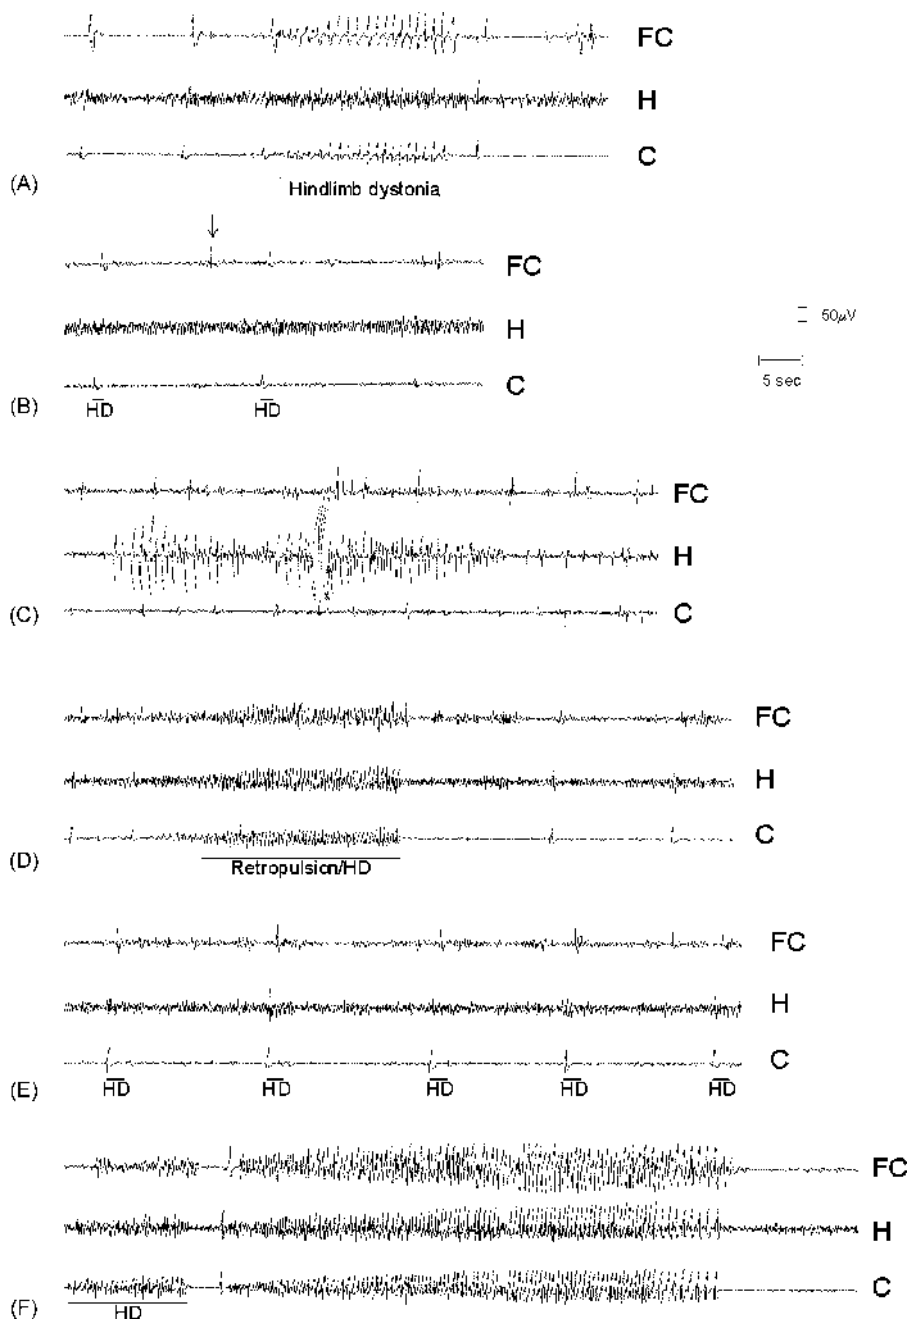 FC
H
C
(A)
Hindlimb dystonia
FC
H
50μV
5 sec
C
(B)
HD HD
FC
H
C
(C)
FC
H
C
(D)
Retropulsion/HD
FC
H
C
(E)
HD HD HD HD HD
FC
H
C
(F)
HD